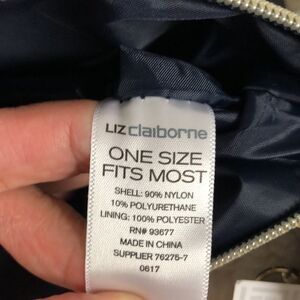 LIZ claiborne
ONE SIZE
FITS MOST
SHELL: 90% NYLON
10% POLYURETHANE
LINING: 100% POLYESTER
RN# 93677
MADE IN CHINA
SUPPLIER 76275-7
0617